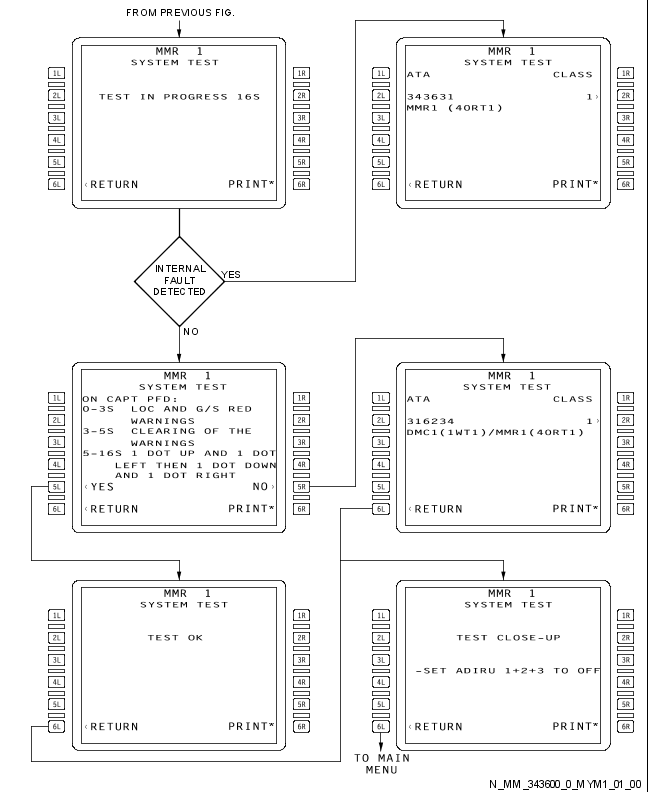 FROM PREVIOUS FIG.
MMR 1
SYSTEM TEST
TEST IN PROGRESS 16S
‹RETURN PRINT*
1L
2L
3L
4L
5L
6L
1R
2R
3R
4R
5R
6R
MMR 1
SYSTEM TEST
ATA CLASS
343631 1›
MMR1 (40RT1)
‹RETURN PRINT*
1L
2L
3L
4L
5L
6L
1R
2R
3R
4R
5R
6R
INTERNAL
FAULT
DETECTED
YES
NO
MMR 1
SYSTEM TEST
ON CAPT PFD:
0-3S LOC AND G/S RED
WARNINGS
3-5S CLEARING OF THE
WARNINGS
5-16S 1 DOT UP AND 1 DOT
LEFT THEN 1 DOT DOWN
AND 1 DOT RIGHT
‹YES NO›
‹RETURN PRINT*
1L
2L
3L
4L
5L
6L
1R
2R
3R
4R
5R
6R
MMR 1
SYSTEM TEST
ATA CLASS
316234 1›
DMC1(1WT1)/MMR1(40RT1)
‹RETURN PRINT*
1L
2L
3L
4L
5L
6L
1R
2R
3R
4R
5R
6R
MMR 1
SYSTEM TEST
TEST OK
‹RETURN PRINT*
1L
2L
3L
4L
5L
6L
1R
2R
3R
4R
5R
6R
MMR 1
SYSTEM TEST
TEST CLOSE-UP
-SET ADIRU 1+2+3 TO OFF
‹RETURN PRINT*
1L
2L
3L
4L
5L
6L
1R
2R
3R
4R
5R
6R
TO MAIN
MENU
N_MM_343600_0_MYM1_01_00